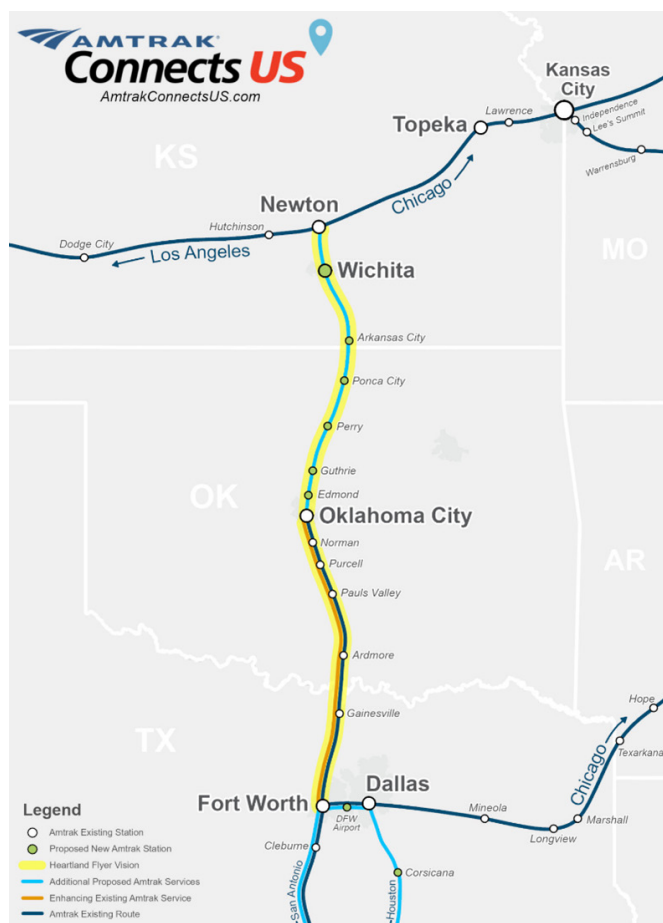 AMTRAK®
Connects US
AmtrakConnectsUS.com
Kansas
City
Lawrence
Independence
Lee's Summit
Topeka
Warrensburg
KS
Chicago
Newton
Hutchinson
Dodge City
Los Angeles
MO
Wichita
Arkansas City
Ponca City
Perry
Guthrie
OK
Edmond
Oklahoma City
Norman
Purcell
AR
Pauls Valley
Ardmore
Hope
Gainesville
TX
Texarkana
Chicago
Dallas
Fort Worth
DFW
Airport
Mineola
Marshall
Longview
Cleburne
Corsicana
San Antonio
Houston
Legend
Amtrak Existing Station
Proposed New Amtrak Station
Heartland Flyer Vision
Additional Proposed Amtrak Services
Enhancing Existing Amtrak Service
Amtrak Existing Route